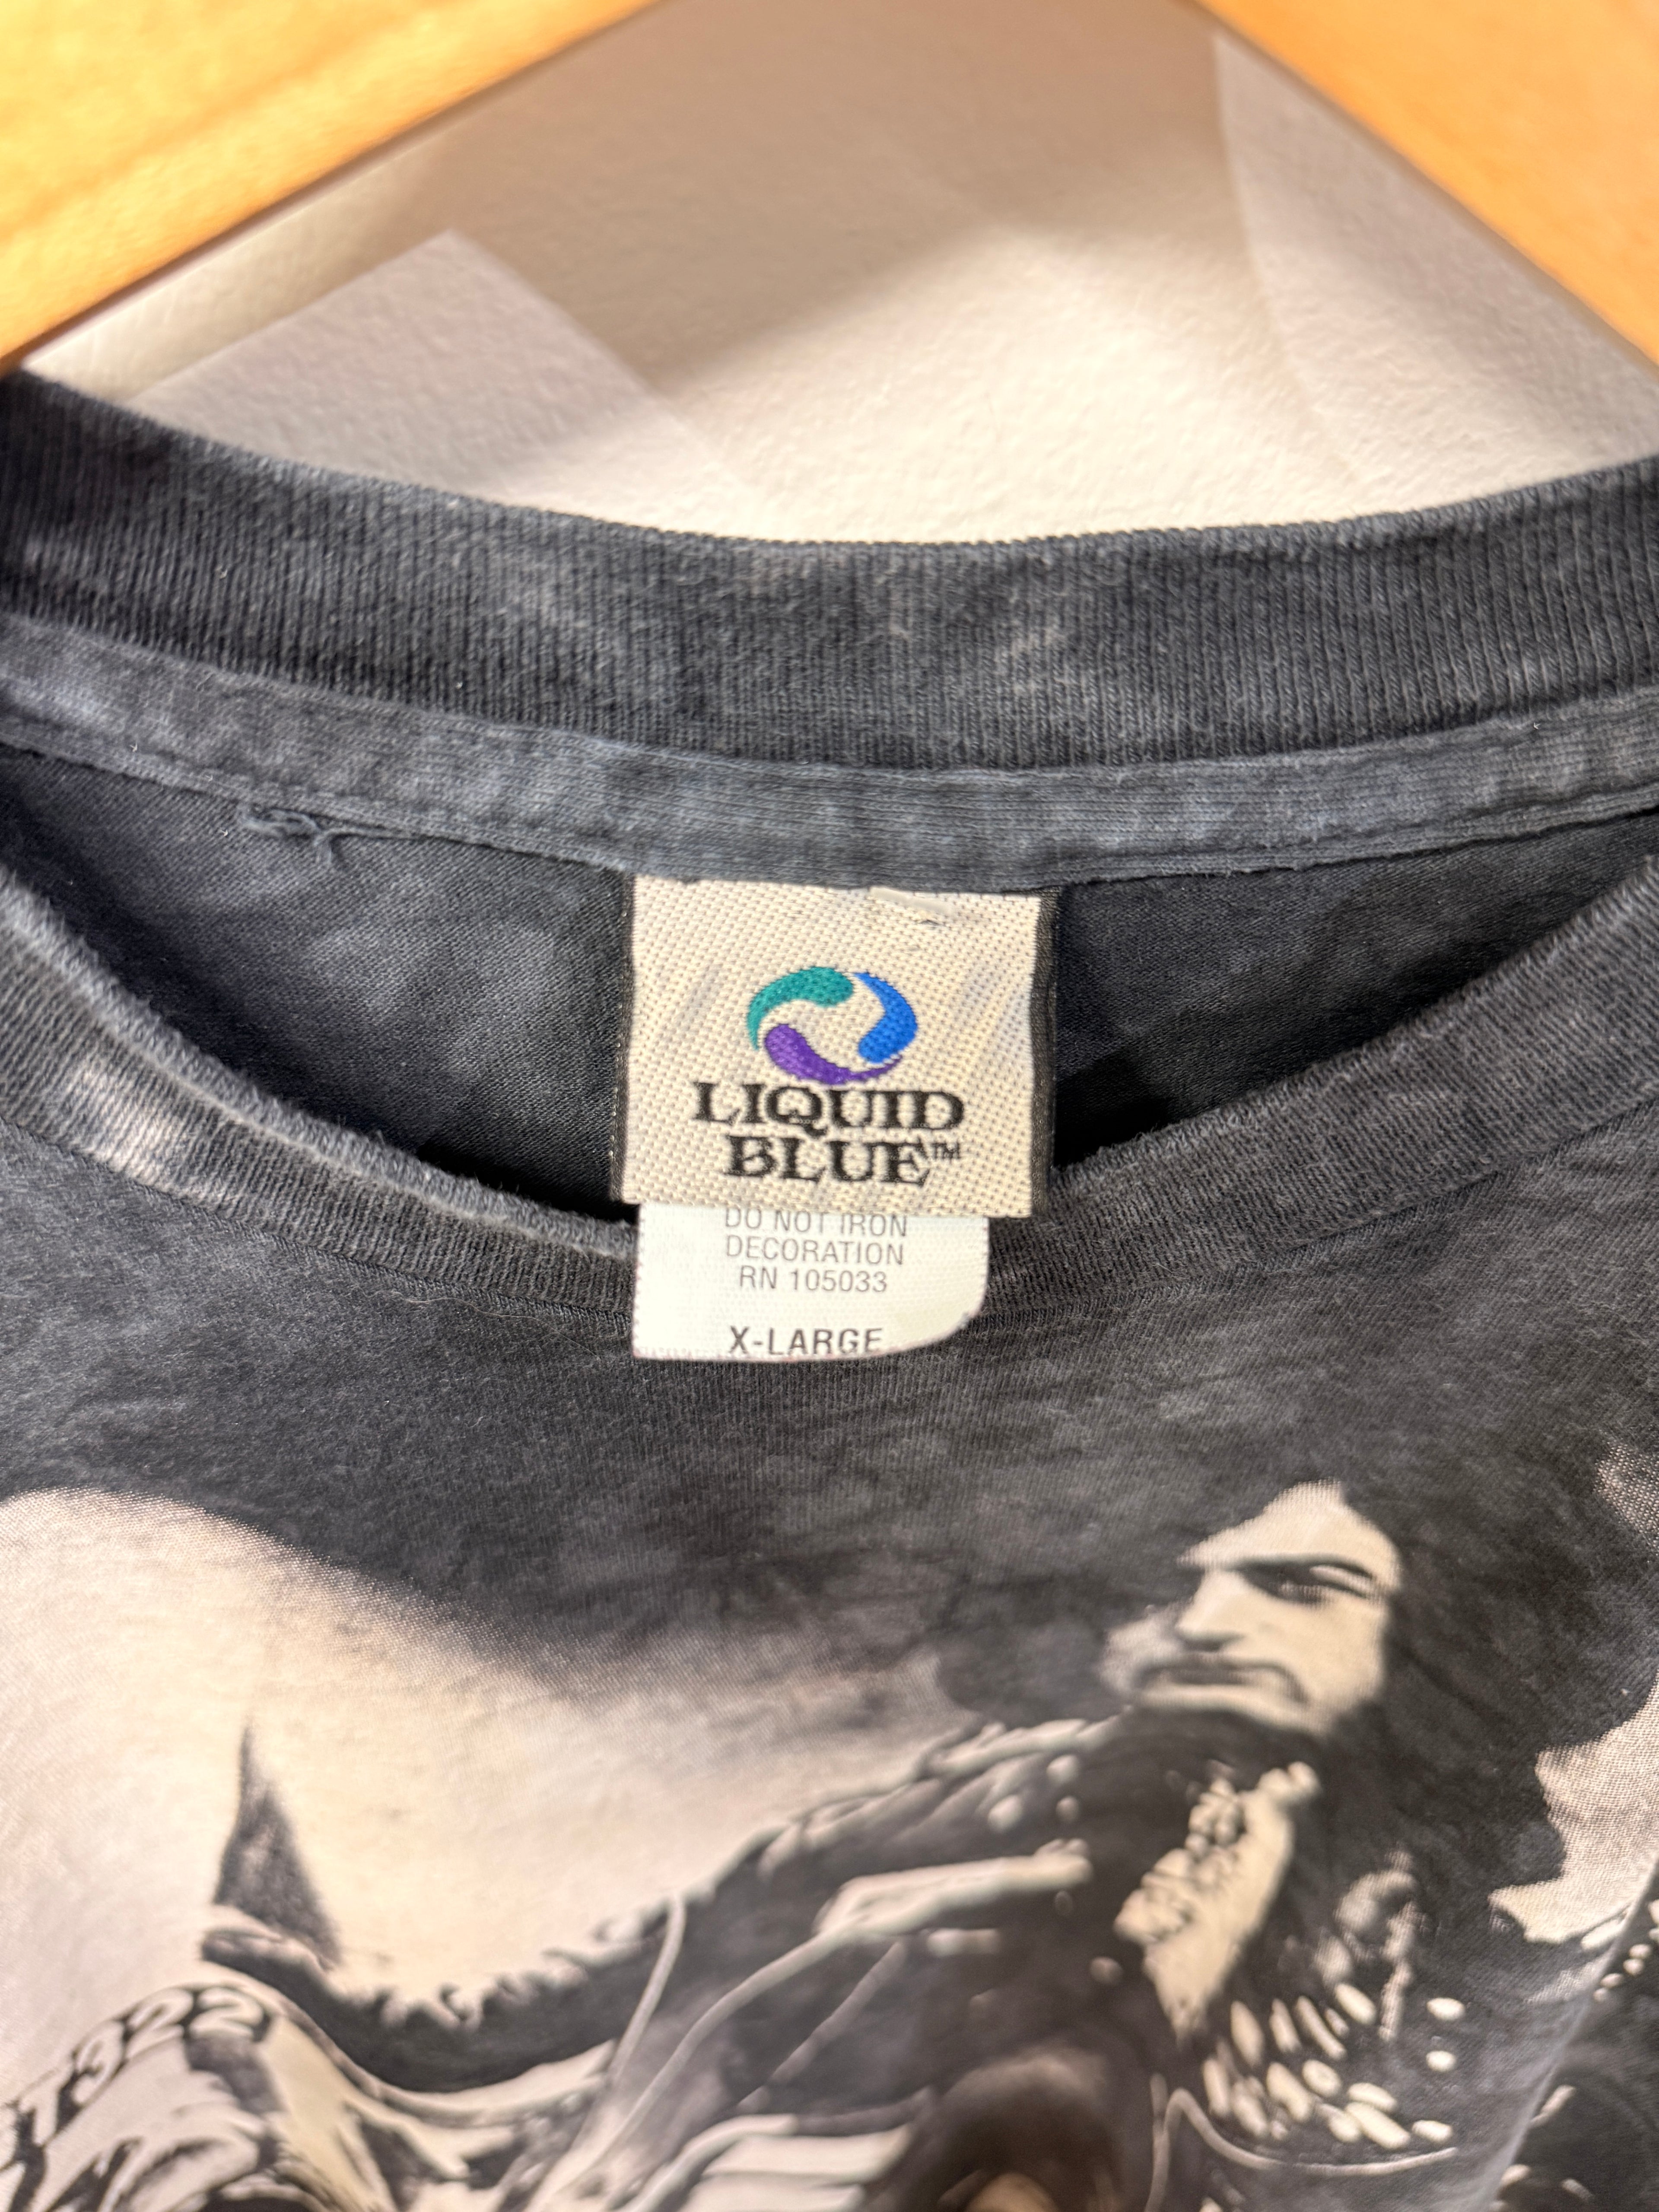 LIQUID
BLUE™
DO NOT IRON
DECORATION
RN 105033
X-LARGE